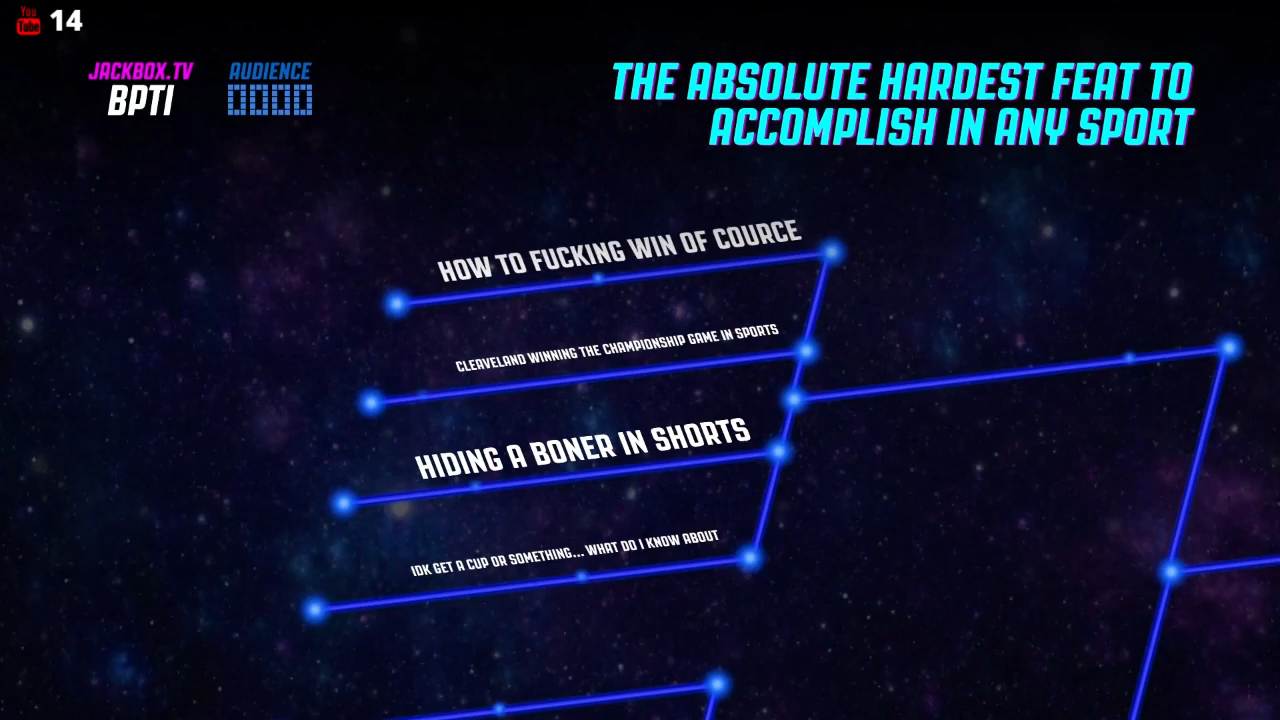 You
Tube 14
JACKBOX.TV
BPTI
AUDIENCE
0000
THE ABSOLUTE HARDEST FEAT TO
ACCOMPLISH IN ANY SPORT
HOW TO FUCKING WIN OF COURCE
CLEAVELAND WINNING THE CHAMPIONSHIP GAME IN SPORTS
HIDING A BONER IN SHORTS
IDK GET A CUP OR SOMETHING... WHAT DO I KNOW ABOUT